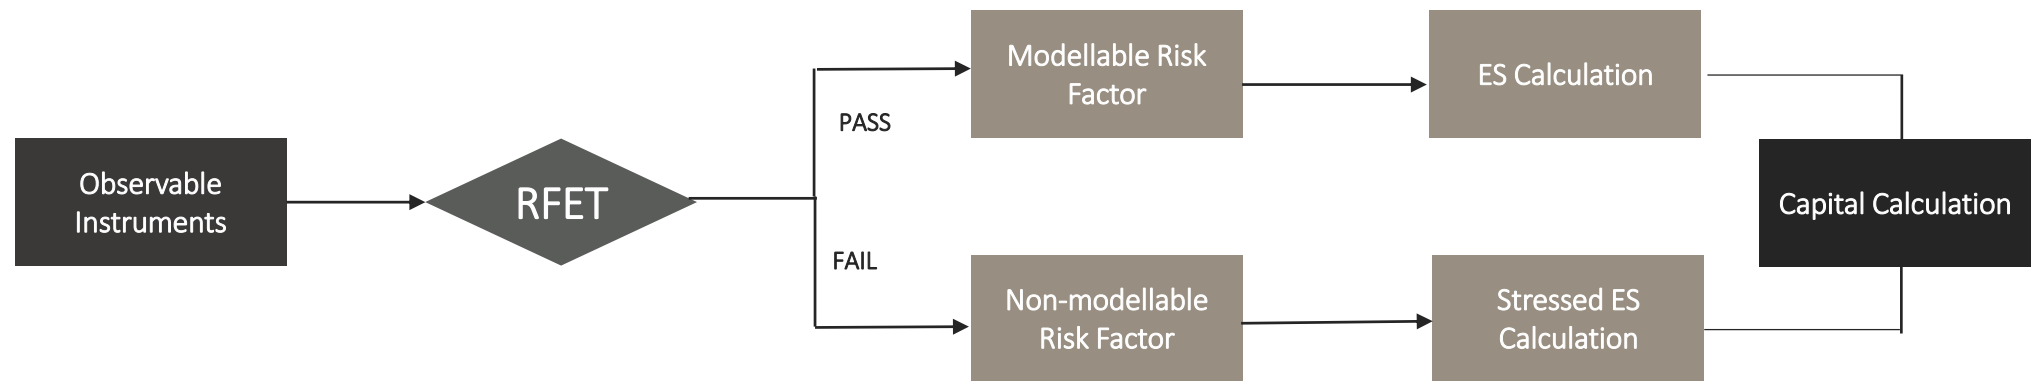 Observable
Instruments
RFET
PASS
FAIL
Modellable Risk
Factor
ES Calculation
Non-modellable
Risk Factor
Stressed ES
Calculation
Capital Calculation